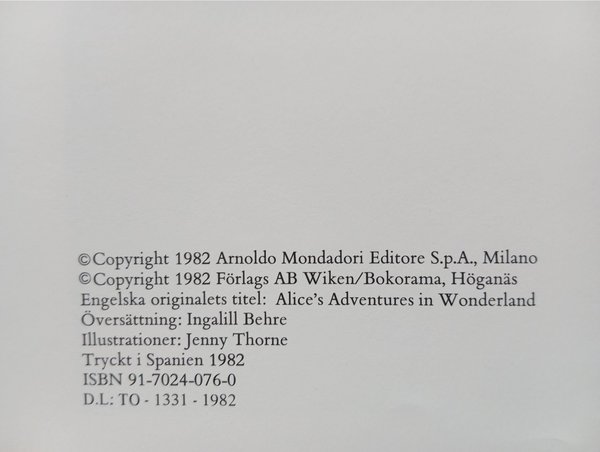 ©Copyright 1982 Arnoldo Mondadori Editore S.p.A., Milano
©Copyright 1982 Förlags AB Wiken/Bokorama, Höganäs
Engelska originalets titel: Alice's Adventures in Wonderland
Översättning: Ingalill Behre
Illustrationer: Jenny Thorne
Tryckt i Spanien 1982
ISBN 91-7024-076-0
D.L: TO - 1331 - 1982